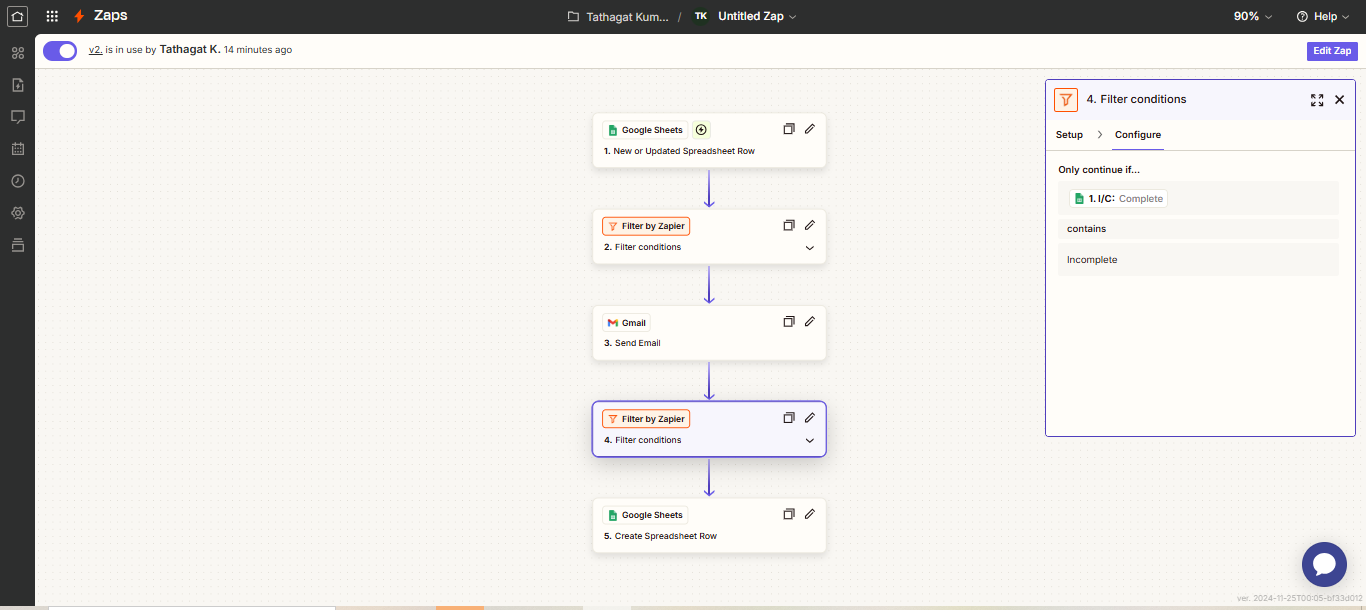 Zaps
Tathagat Kum... / TK Untitled Zap
90% Help
v2. is in use by Tathagat K. 14 minutes ago
Edit Zap
Google Sheets
1. New or Updated Spreadsheet Row
Filter by Zapier
2. Filter conditions
Gmail
3. Send Email
Filter by Zapier
4. Filter conditions
Google Sheets
5. Create Spreadsheet Row
4. Filter conditions
Setup Configure
Only continue if...
1. I/C: Complete
contains
Incomplete
ver. 2024-11-25T00:05-bf33d012